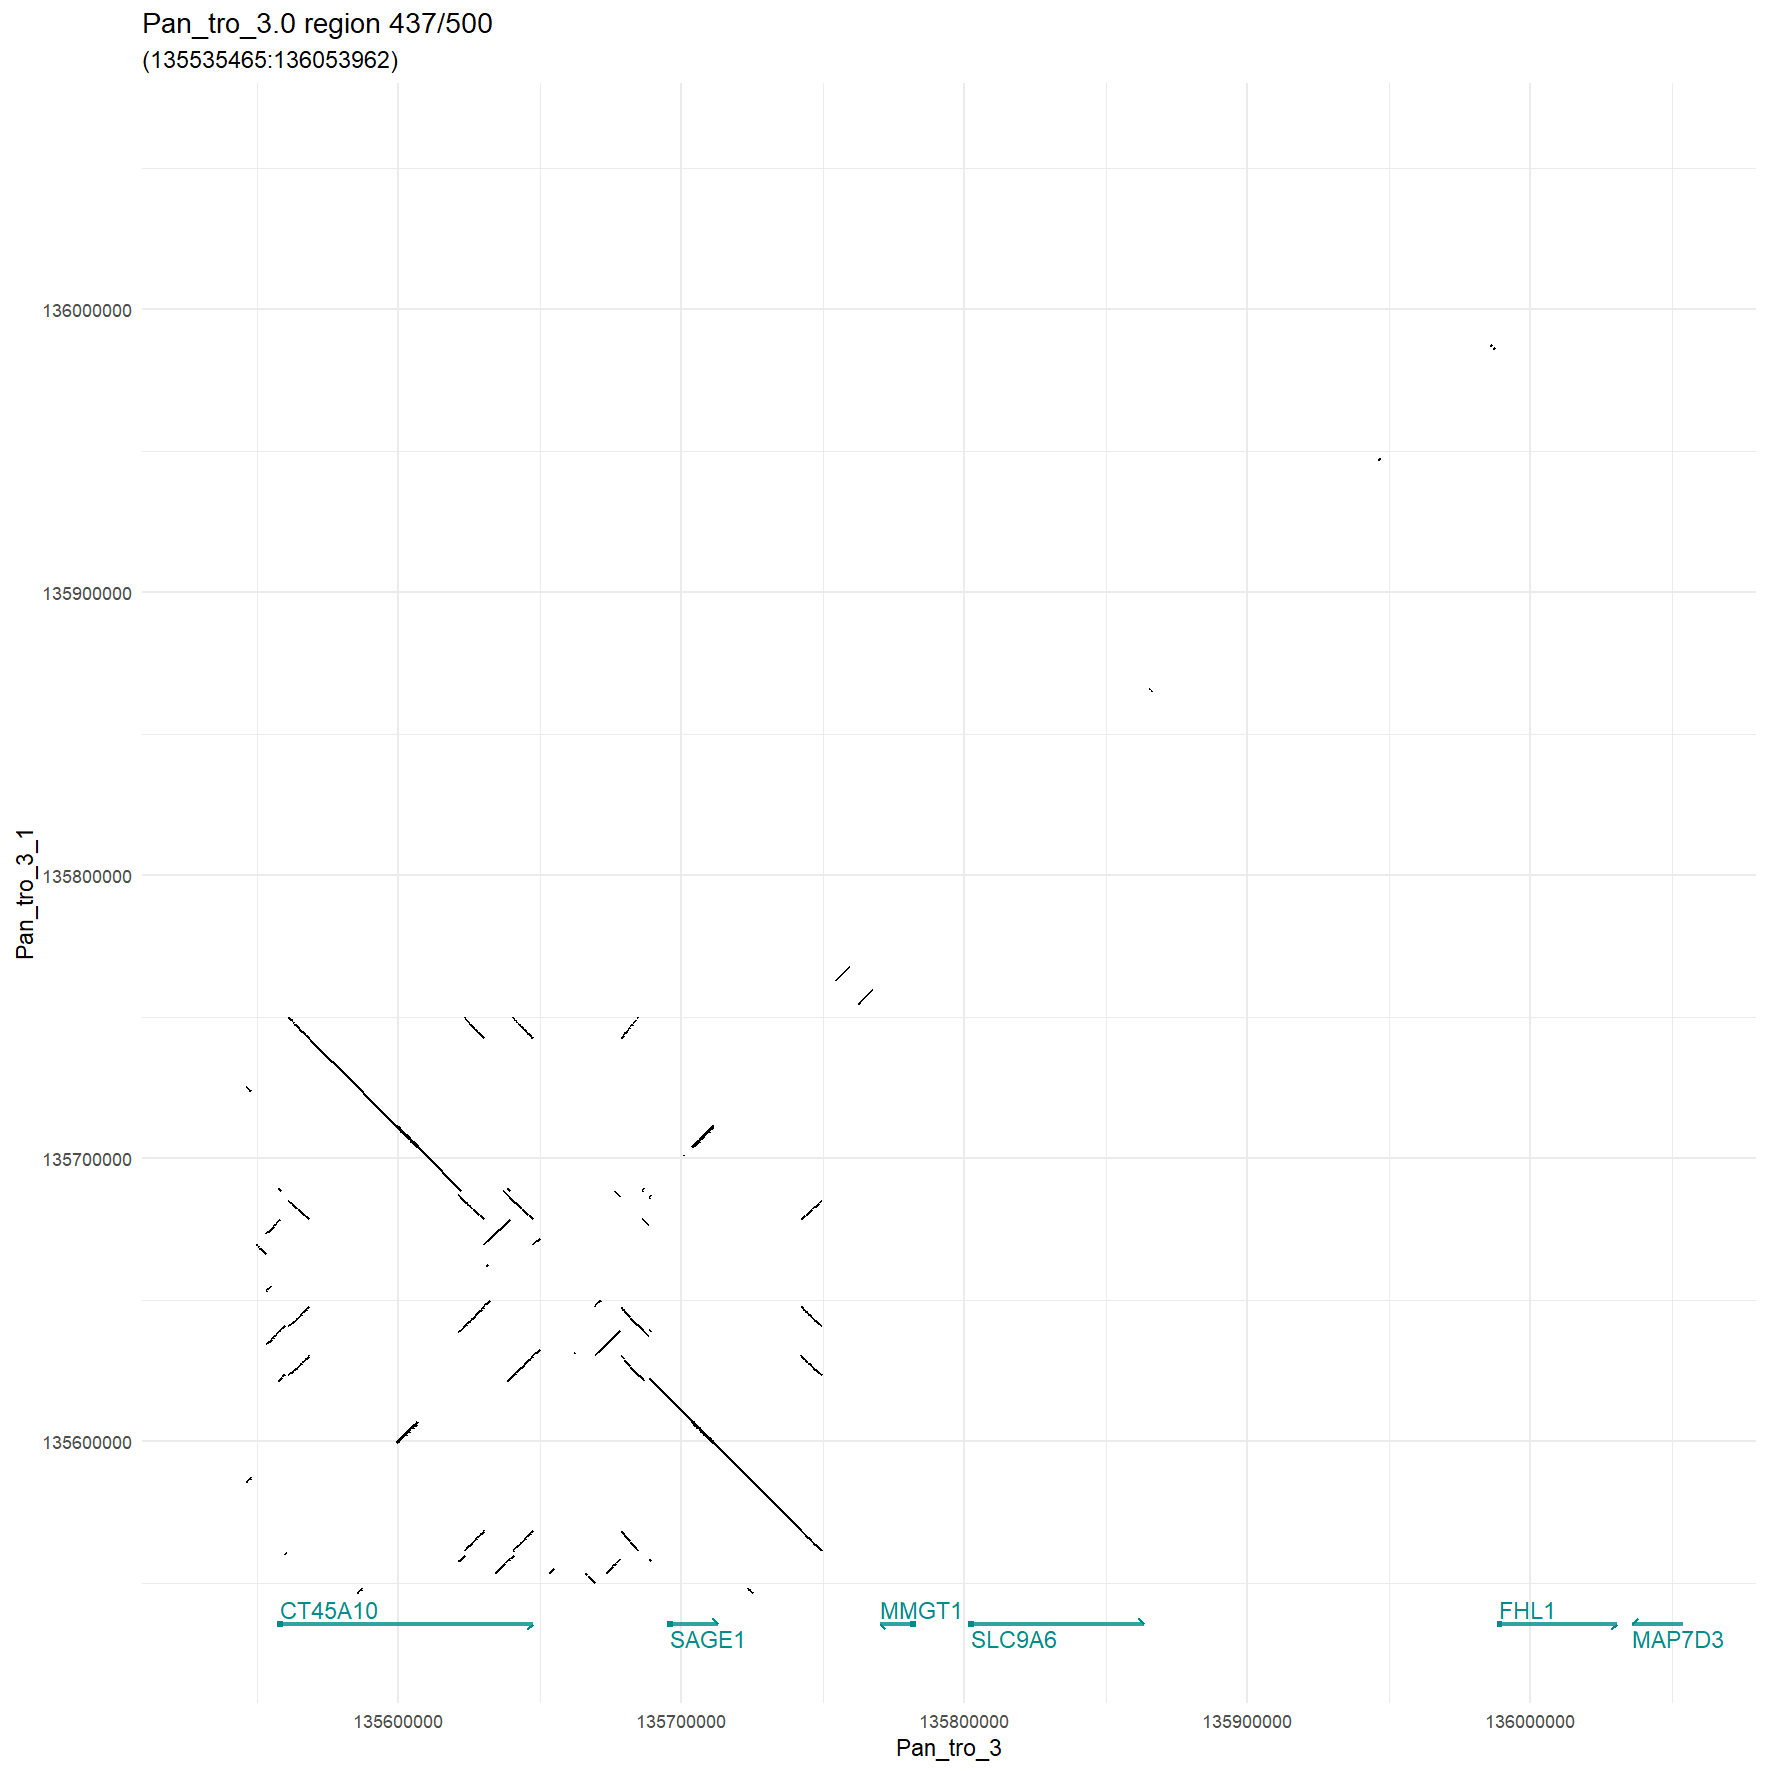 Pan_tro_3.0 region 437/500
(135535465:136053962)
136000000
135900000
135800000
135700000
135600000
Pan_tro_3_1
CT45A10
SAGE1
MMGT1
SLC9A6
FHL1
MAP7D3
135600000
135700000
135800000
135900000
136000000
Pan_tro_3